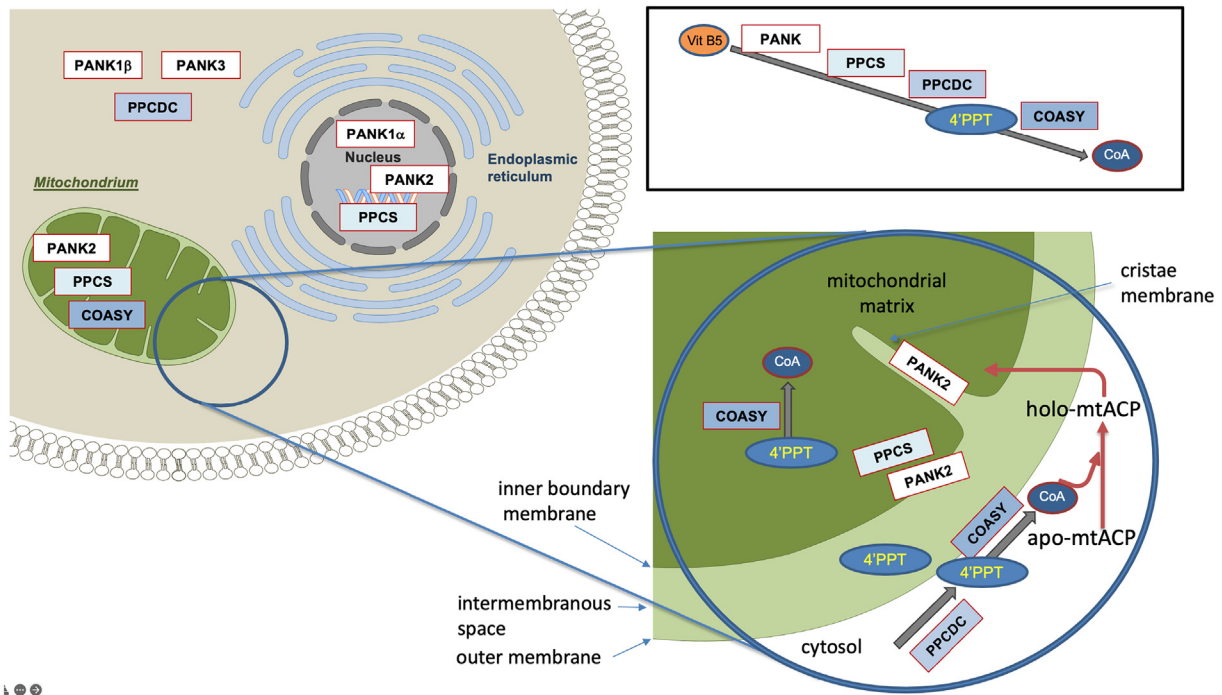 PANK1β
PANK3
PPCDC
PANK1α
Nucleus
PANK2
PPCS
Endoplasmic
reticulum
Mitochondrium
PANK2
PPCS
COASY
Vit B5
PANK
PPCS
PPCDC
4'PPT
COASY
CoA
mitochondrial
matrix
cristae
membrane
PANK2
CoA
COASY
4'PPT
holo-mtACP
PPCS
PANK2
inner boundary
membrane
CoA
COASY
apo-mtACP
4'PPT
4'PPT
intermembranous
space
PPCDC
cytosol
outer membrane